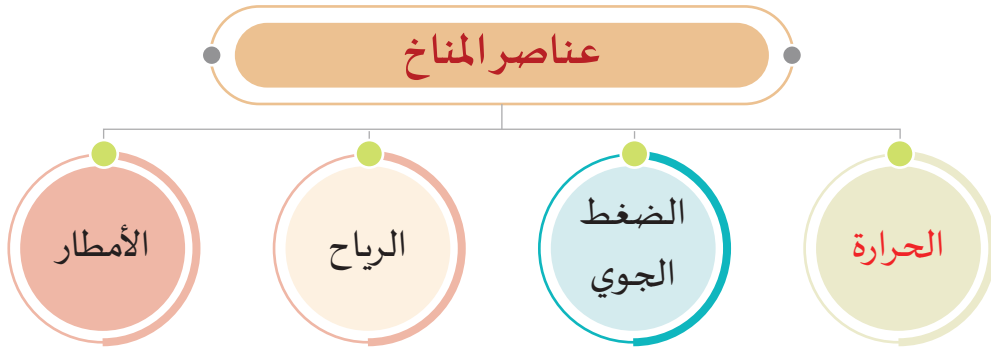 عناصر المناخ
الحرارة
الضغط
الجوي
الرياح
الأمطار